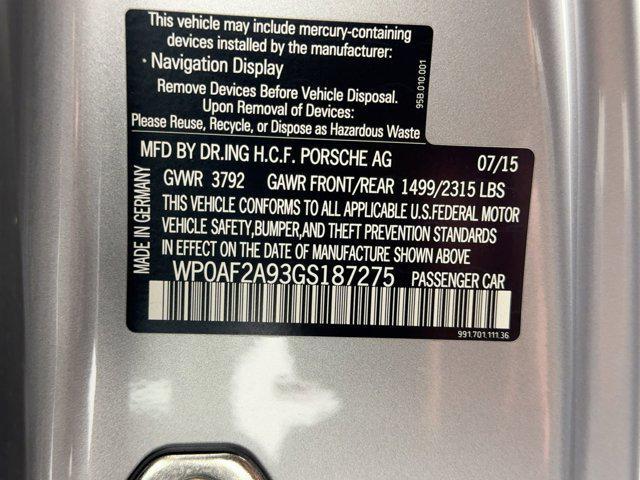 This vehicle may include mercury-containing
devices installed by the manufacturer:
· Navigation Display
Remove Devices Before Vehicle Disposal.
Upon Removal of Devices:
Please Reuse, Recycle, or Dispose as Hazardous Waste
95B.010.001
MFD BY DR.ING H.C.F. PORSCHE AG 07/15
GVWR 3792 GAWR FRONT/REAR 1499/2315 LBS
THIS VEHICLE CONFORMS TO ALL APPLICABLE U.S.FEDERAL MOTOR
VEHICLE SAFETY,BUMPER,AND THEFT PREVENTION STANDARDS
IN EFFECT ON THE DATE OF MANUFACTURE SHOWN ABOVE
WP0AF2A93GS187275 PASSENGER CAR
MADE IN GERMANY
991.701.111.36